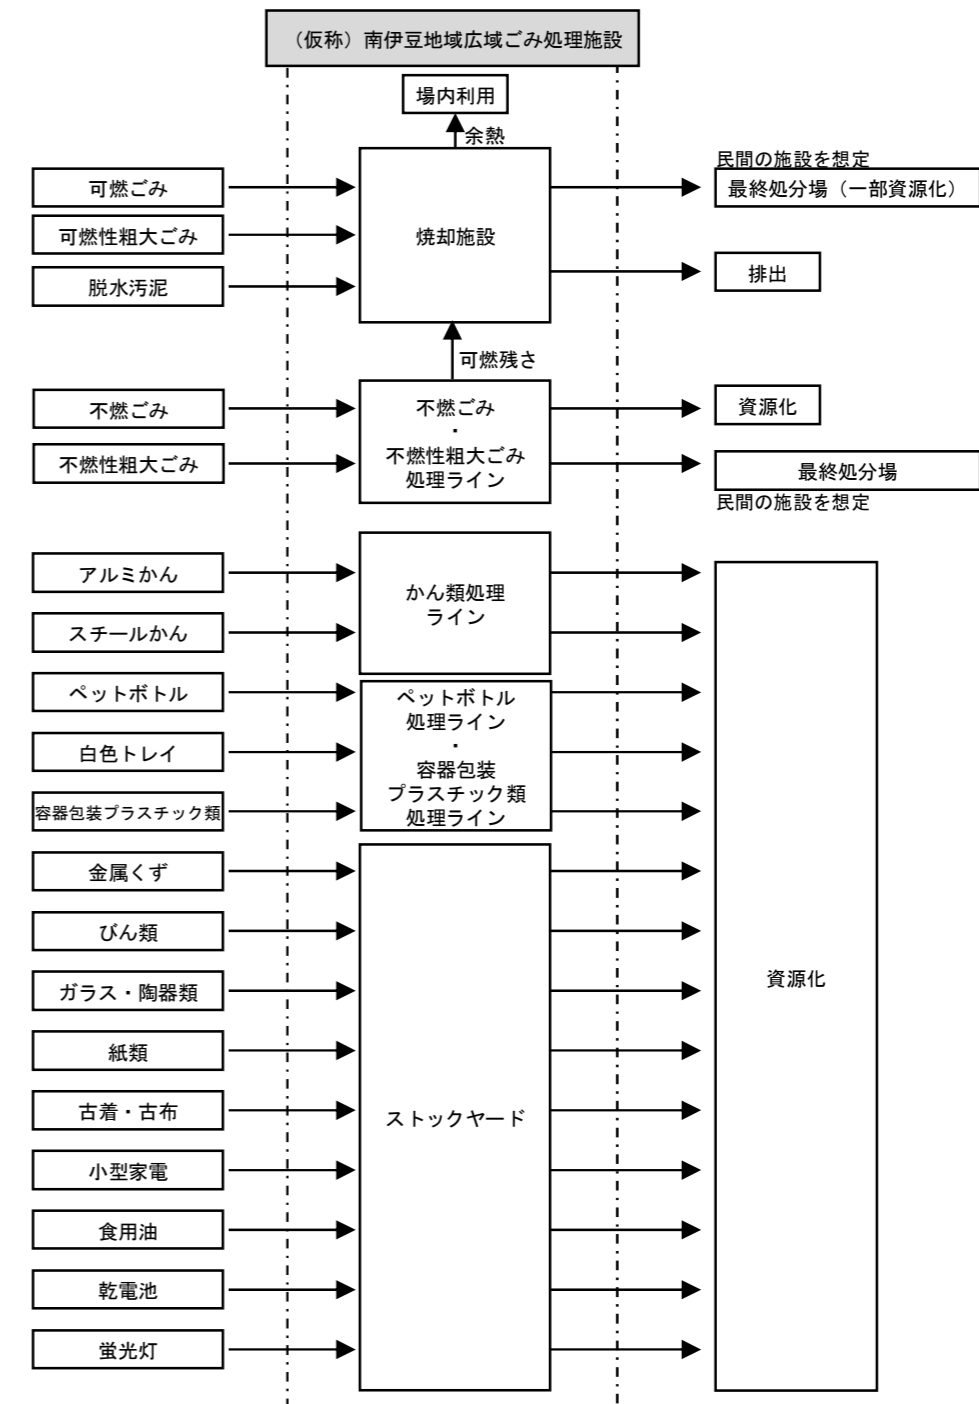 （仮称）南伊豆地域広域ごみ処理施設
場内利用
余熱
民間の施設を想定
可燃ごみ
最終処分場（一部資源化）
可燃性粗大ごみ
焼却施設
脱水汚泥
排出
可燃残さ
不燃ごみ
不燃ごみ
・
不燃性粗大ごみ
処理ライン
資源化
不燃性粗大ごみ
最終処分場
民間の施設を想定
アルミかん
かん類処理
ライン
スチールかん
ペットボトル
ペットボトル
処理ライン
・
容器包装
プラスチック類
処理ライン
白色トレイ
容器包装プラスチック類
金属くず
びん類
ガラス・陶器類
資源化
紙類
古着・古布
ストックヤード
小型家電
食用油
乾電池
蛍光灯